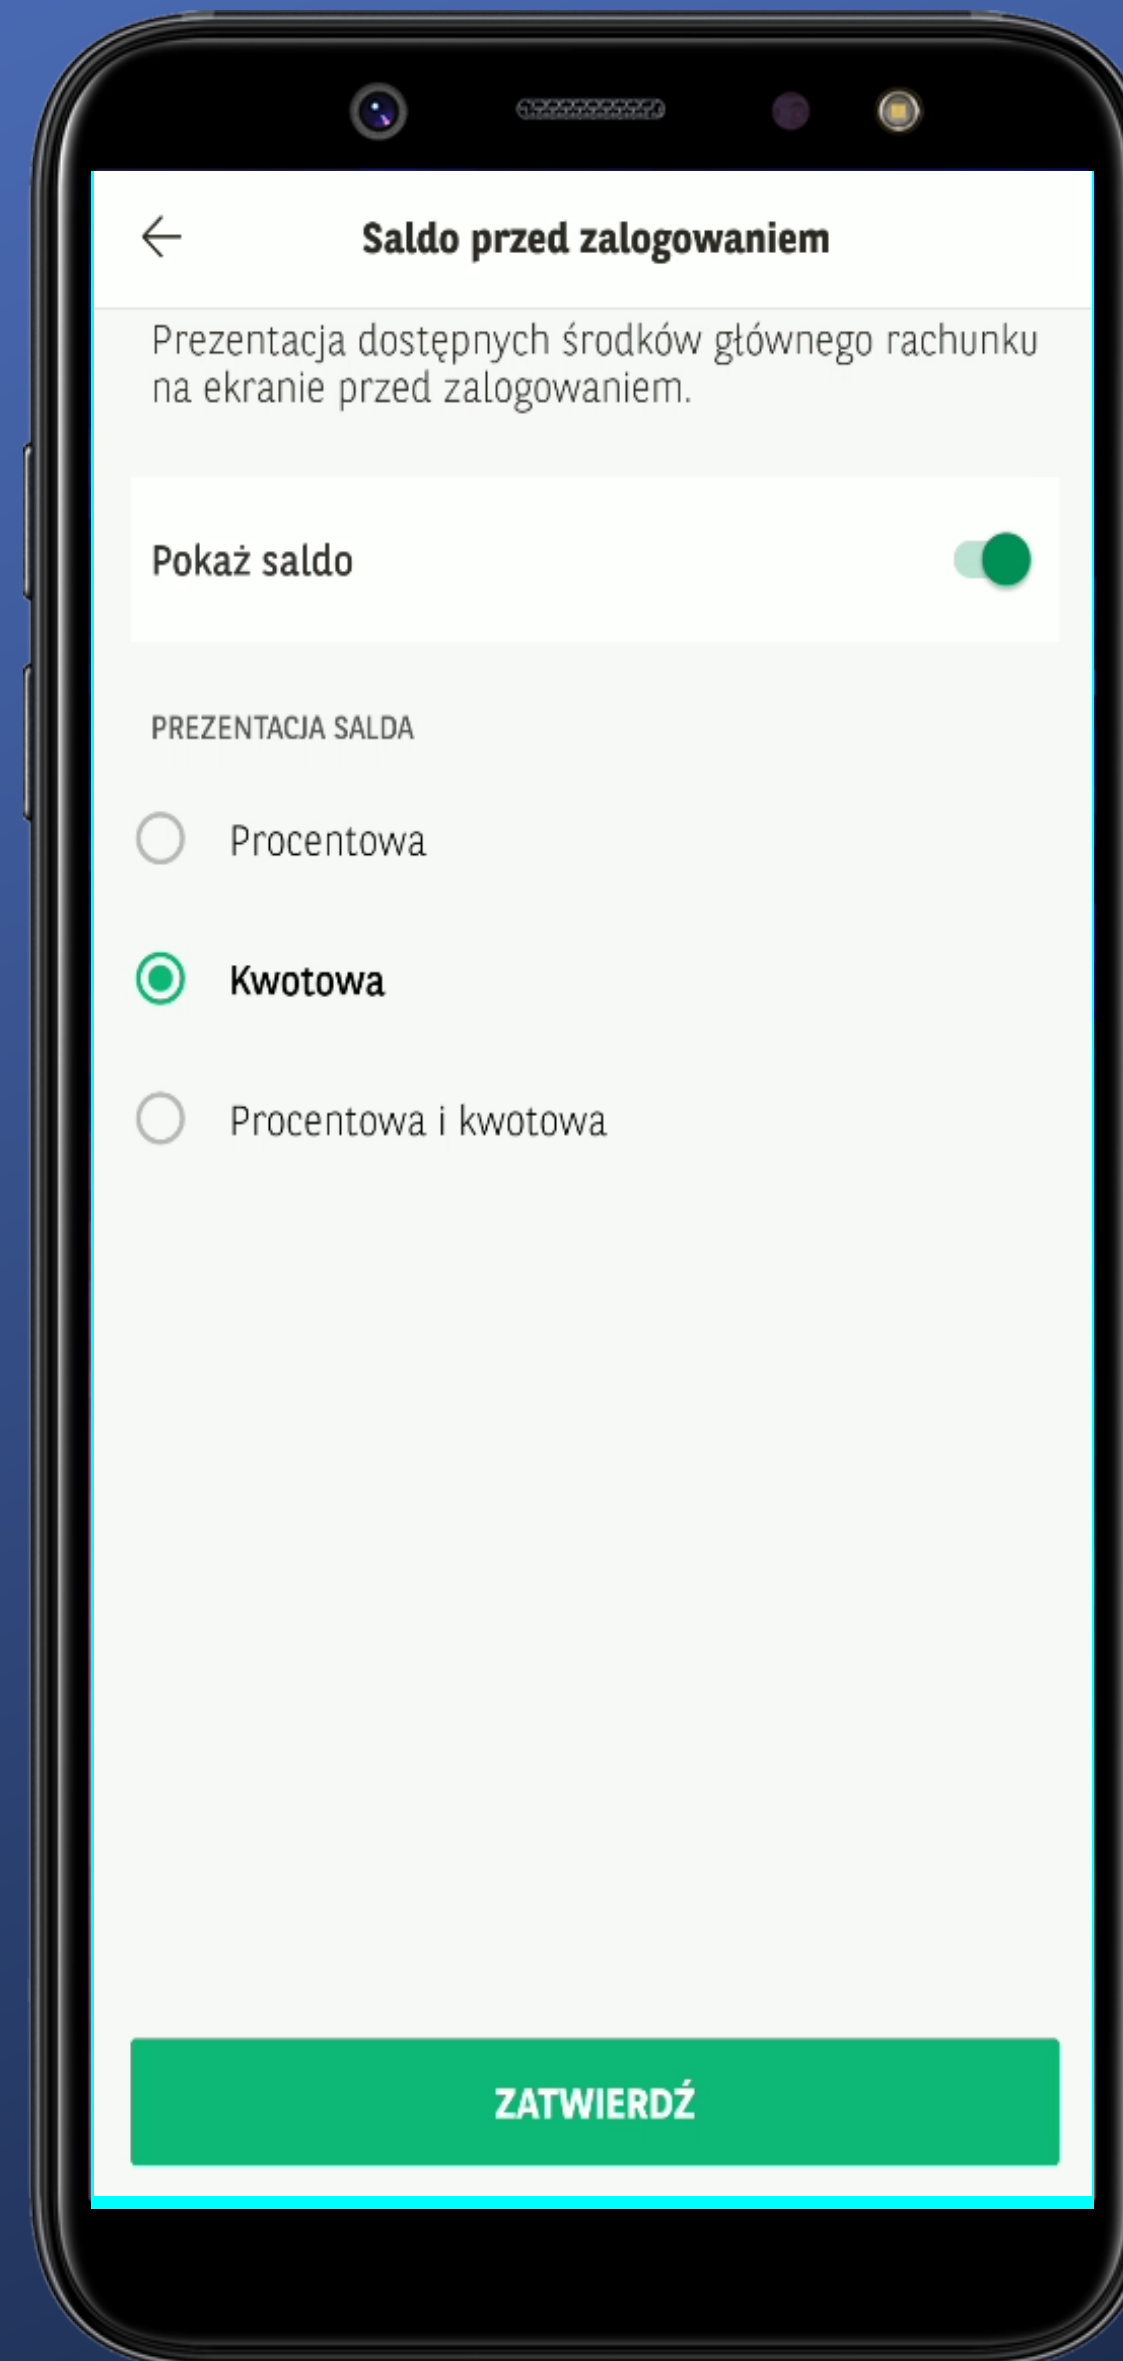 Saldo przed zalogowaniem
Prezentacja dostępnych środków głównego rachunku
na ekranie przed zalogowaniem.
Pokaż saldo
PREZENTACJA SALDA
Procentowa
Kwotowa
Procentowa i kwotowa
ZATWIERDŹ